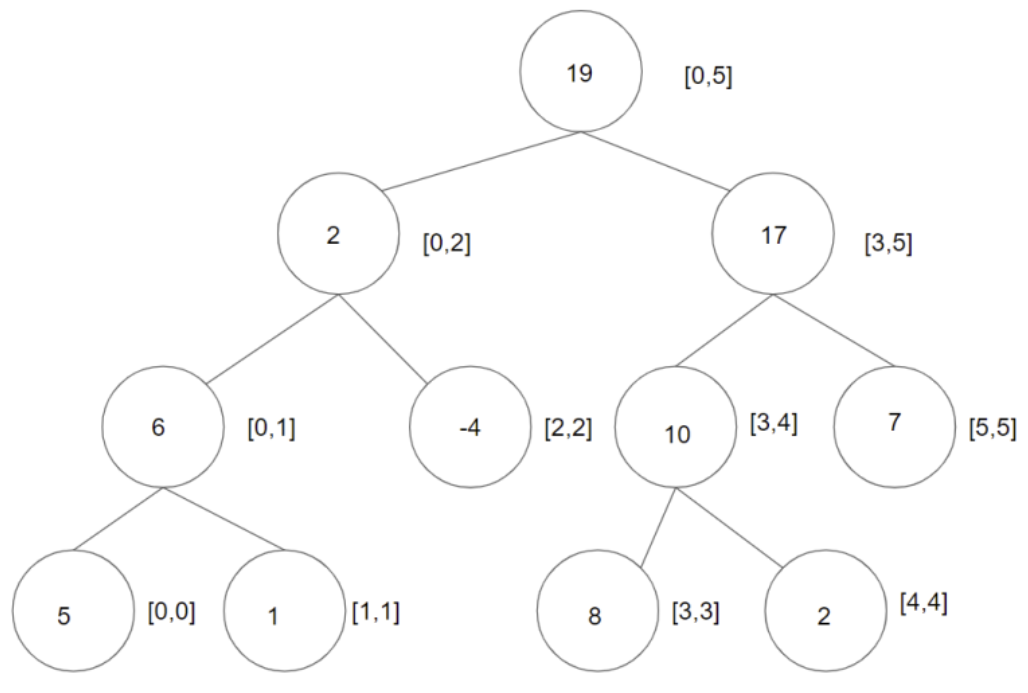 19 [0,5]
2 [0,2] 17 [3,5]
6 [0,1] -4 [2,2] 10 [3,4] 7 [5,5]
5 [0,0] 1 [1,1] 8 [3,3] 2 [4,4]